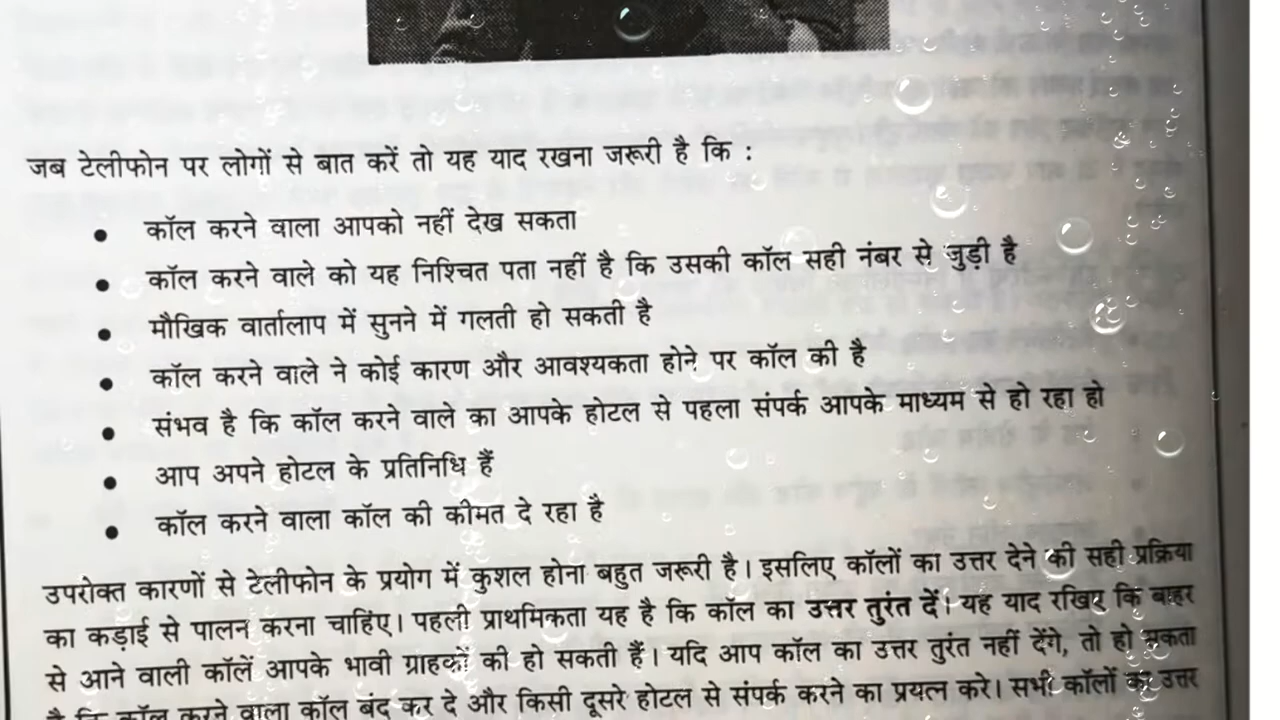 जब टेलीफोन पर लोगों से बात करें तो यह याद रखना जरूरी है कि :
• कॉल करने वाला आपको नहीं देख सकता
• कॉल करने वाले को यह निश्चित पता नहीं है कि उसकी कॉल सही नंबर से जुड़ी है
• मौखिक वार्तालाप में सुनने में गलती हो सकती है
• कॉल करने वाले ने कोई कारण और आवश्यकता होने पर कॉल की है
• संभव है कि कॉल करने वाले का आपके होटल से पहला संपर्क आपके माध्यम से हो रहा हो
• आप अपने होटल के प्रतिनिधि हैं
• कॉल करने वाला कॉल की कीमत दे रहा है
उपरोक्त कारणों से टेलीफोन के प्रयोग में कुशल होना बहुत जरूरी है। इसलिए कॉलों का उत्तर देने की सही प्रक्रिया
का कड़ाई से पालन करना चाहिंए। पहली प्राथमिकता यह है कि कॉल का उत्तर तुरंत दें। यह याद रखिए कि बाहर
से आने वाली कॉलें आपके भावी ग्राहकों की हो सकती हैं। यदि आप कॉल का उत्तर तुरंत नहीं देंगे, तो हो सकता
है कि कॉल करने वाला कॉल बंद कर दे और किसी दूसरे होटल से संपर्क करने का प्रयत्न करे। सभी कॉलों का उत्तर